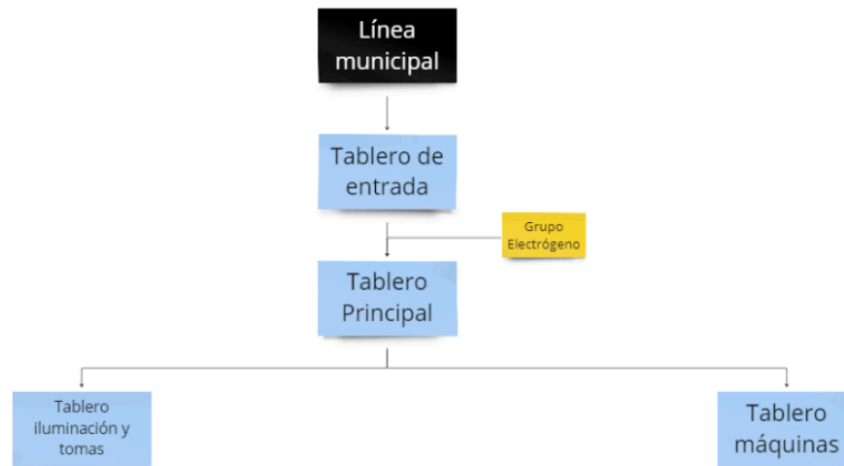 Línea
municipal
Tablero de
entrada
Grupo
Electrógeno
Tablero
Principal
Tablero
iluminación y
tomas
Tablero
máquinas